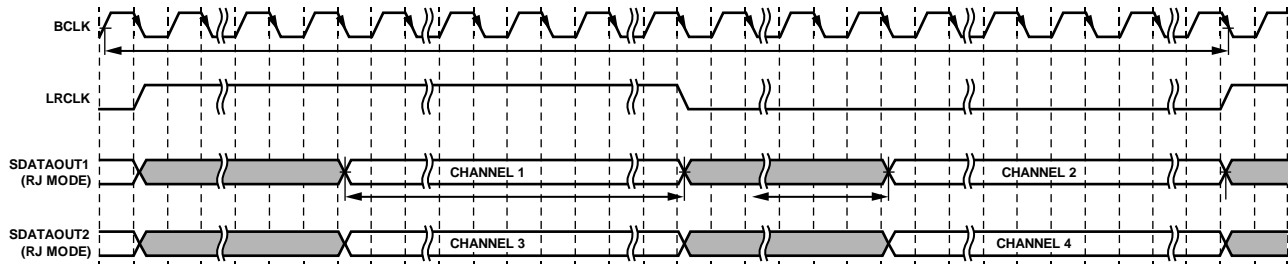 BCLK
LRCLK
SDATAOUT1
(RJ MODE)
CHANNEL 1
CHANNEL 2
SDATAOUT2
(RJ MODE)
CHANNEL 3
CHANNEL 4